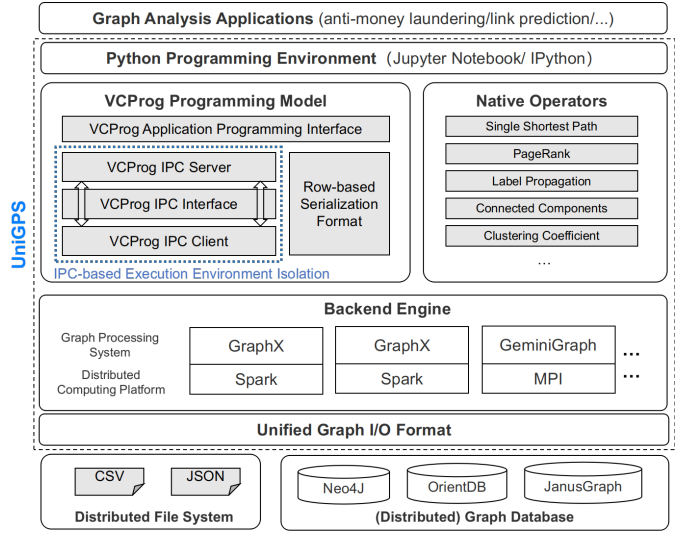 Graph Analysis Applications (anti-money laundering/link prediction/...)
Python Programming Environment (Jupyter Notebook/ IPython)
UniGPS
VCProg Programming Model
VCProg Application Programming Interface
VCProg IPC Server
VCProg IPC Interface
VCProg IPC Client
Row-based
Serialization
Format
IPC-based Execution Environment Isolation
Native Operators
Single Shortest Path
PageRank
Label Propagation
Connected Components
Clustering Coefficient
...
Backend Engine
Graph Processing
System
GraphX
GraphX
GeminiGraph
...
Distributed
Computing Platform
Spark
Spark
MPI
...
Unified Graph I/O Format
CSV
JSON
Distributed File System
Neo4J
OrientDB
JanusGraph
(Distributed) Graph Database